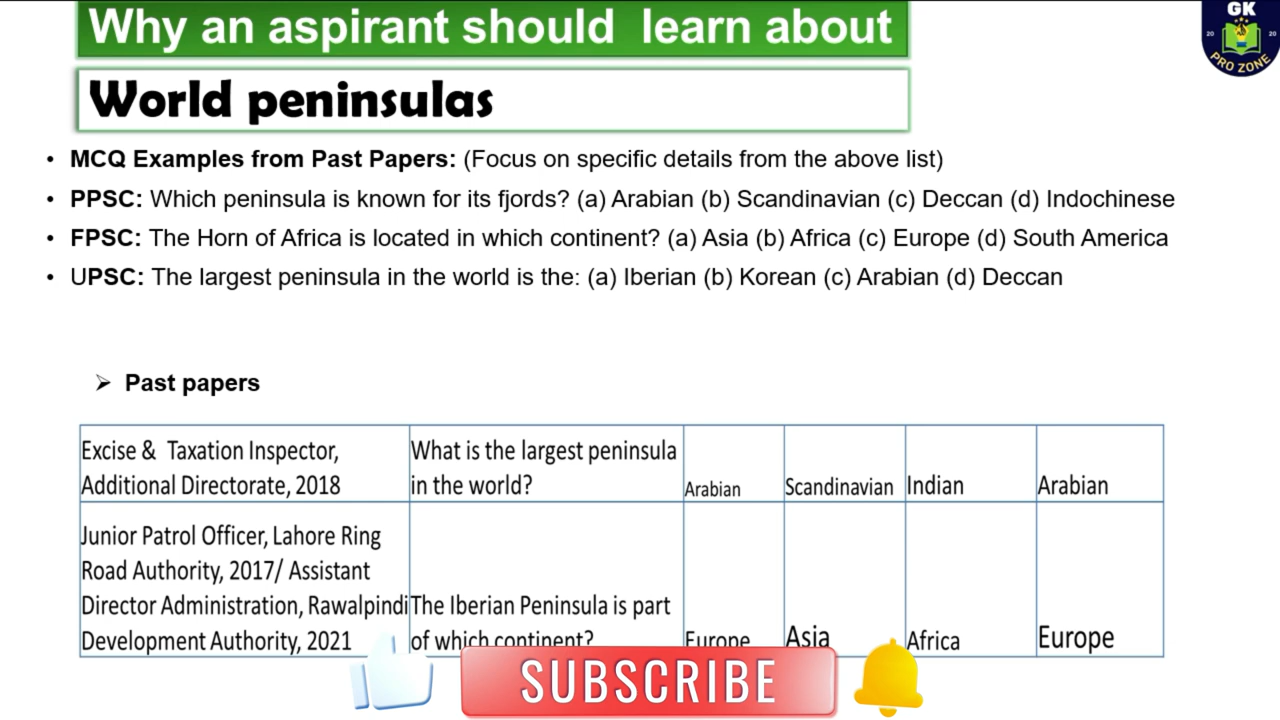 Why an aspirant should learn about
GK
20 20
PRO ZONE
World peninsulas
• MCQ Examples from Past Papers: (Focus on specific details from the above list)
• PPSC: Which peninsula is known for its fjords? (a) Arabian (b) Scandinavian (c) Deccan (d) Indochinese
• FPSC: The Horn of Africa is located in which continent? (a) Asia (b) Africa (c) Europe (d) South America
• UPSC: The largest peninsula in the world is the: (a) Iberian (b) Korean (c) Arabian (d) Deccan
➢ Past papers
Excise & Taxation Inspector,
Additional Directorate, 2018
What is the largest peninsula
in the world?
Arabian
Scandinavian
Indian
Arabian
Junior Patrol Officer, Lahore Ring
Road Authority, 2017/ Assistant
Director Administration, Rawalpindi
Development Authority, 2021
The Iberian Peninsula is part
of which continent?
Europe
Asia
Africa
Europe
SUBSCRIBE